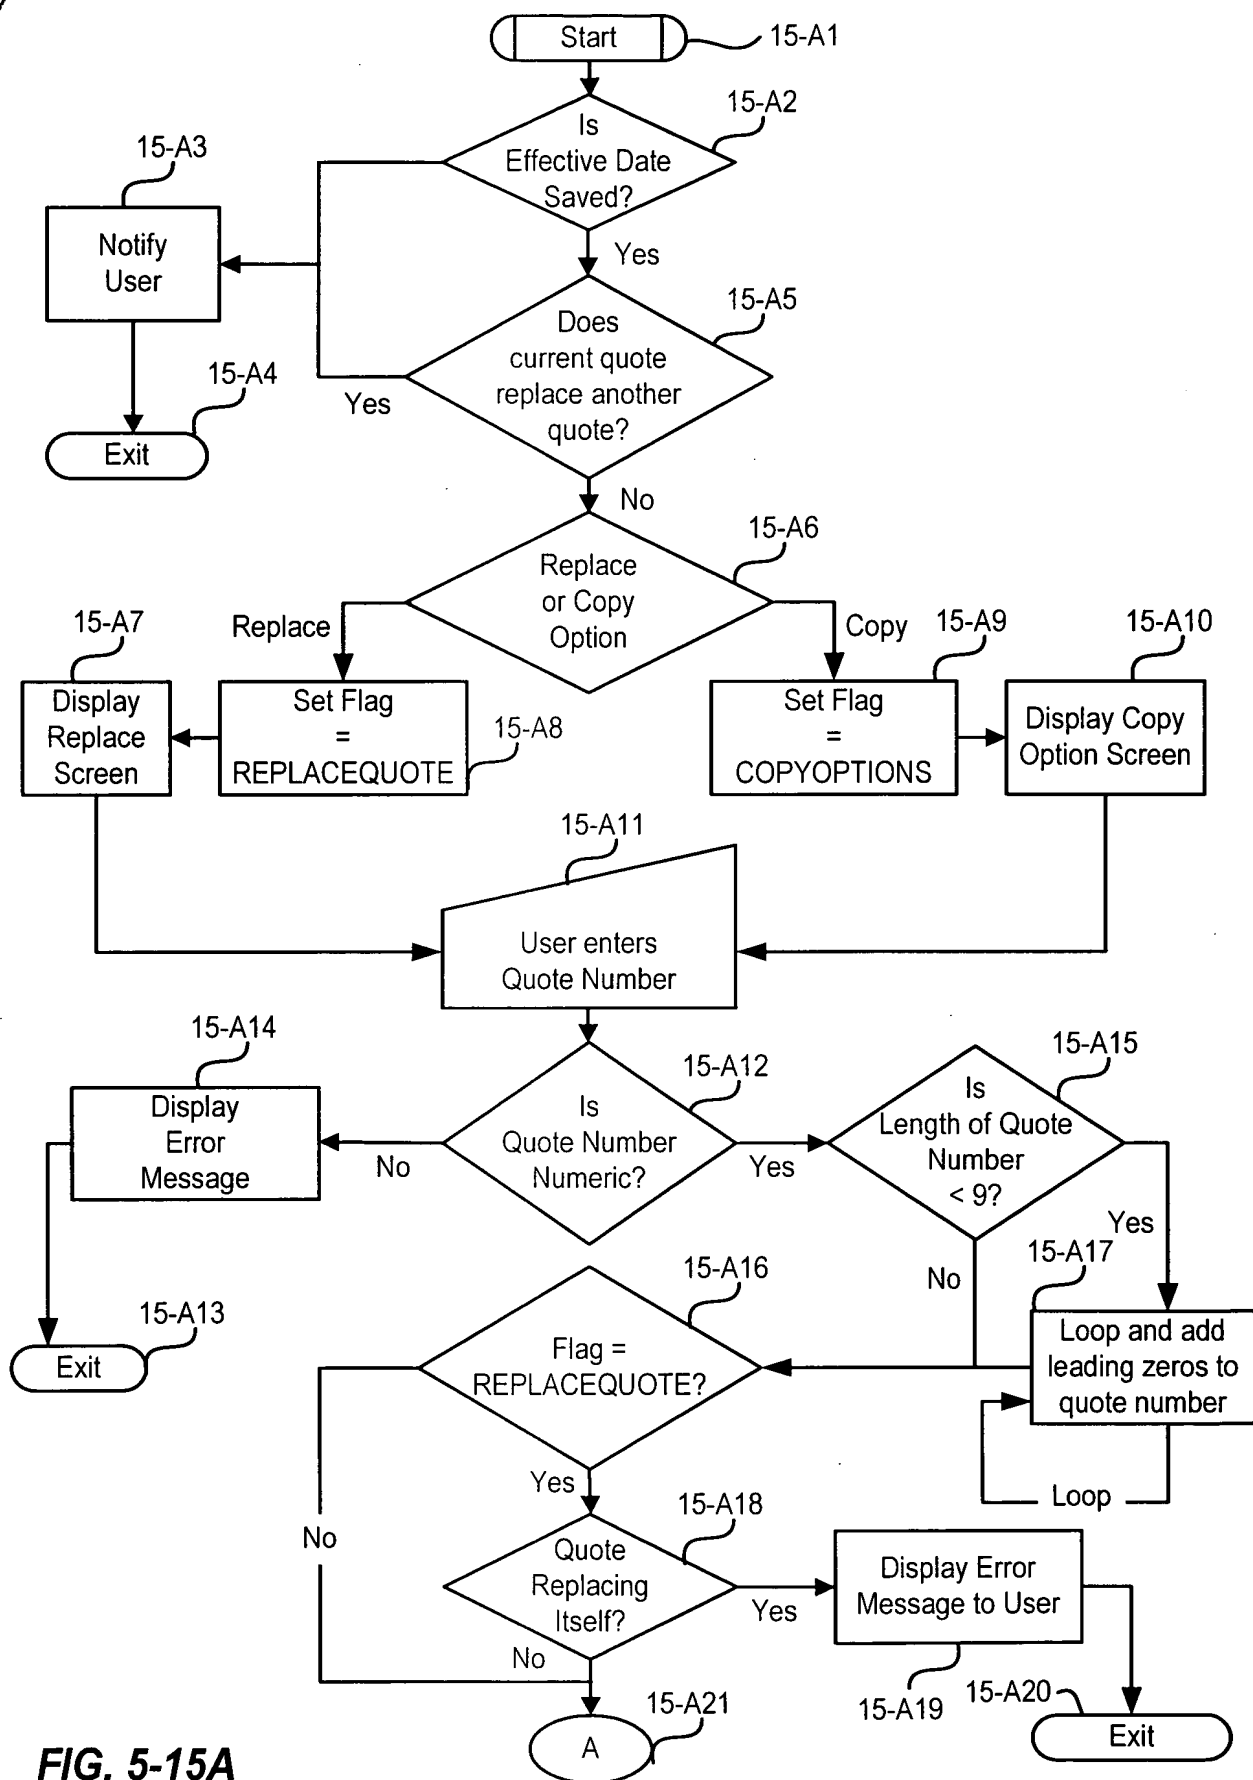 Start
15-A1
15-A2
Is
Effective Date
Saved?
15-A3
Notify
User
Yes
15-A5
Does
current quote
replace another
quote?
15-A4
Yes
Exit
No
15-A6
Replace
or Copy
Option
Replace
Copy
15-A7
15-A9
15-A10
Display
Replace
Screen
Set Flag
=
REPLACEQUOTE
15-A8
Set Flag
=
COPYOPTIONS
Display Copy
Option Screen
15-A11
User enters
Quote Number
15-A14
Display
Error
Message
15-A12
Is
Quote Number
Numeric?
No
Yes
15-A15
Is
Length of Quote
Number
< 9?
Yes
No
15-A17
15-A16
15-A13
Exit
Flag =
REPLACEQUOTE?
Loop and add
leading zeros to
quote number
Loop
Yes
No
15-A18
Quote
Replacing
Itself?
Yes
Display Error
Message to User
No
15-A19
15-A20
Exit
15-A21
A
FIG. 5-15A